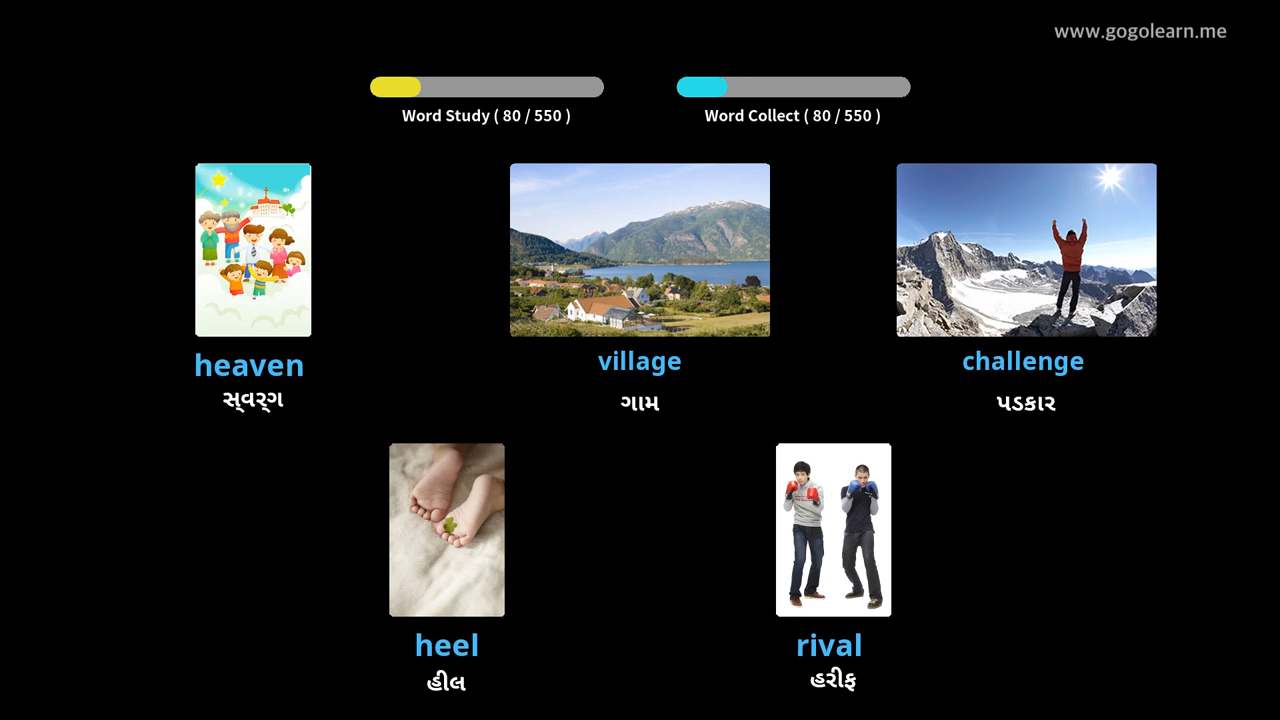 www.gogolearn.me
Word Study ( 80 / 550 )
Word Collect ( 80 / 550 )
heaven
સ્વર્ગ
village
ગામ
challenge
પડકાર
heel
હીલ
rival
હરીફ